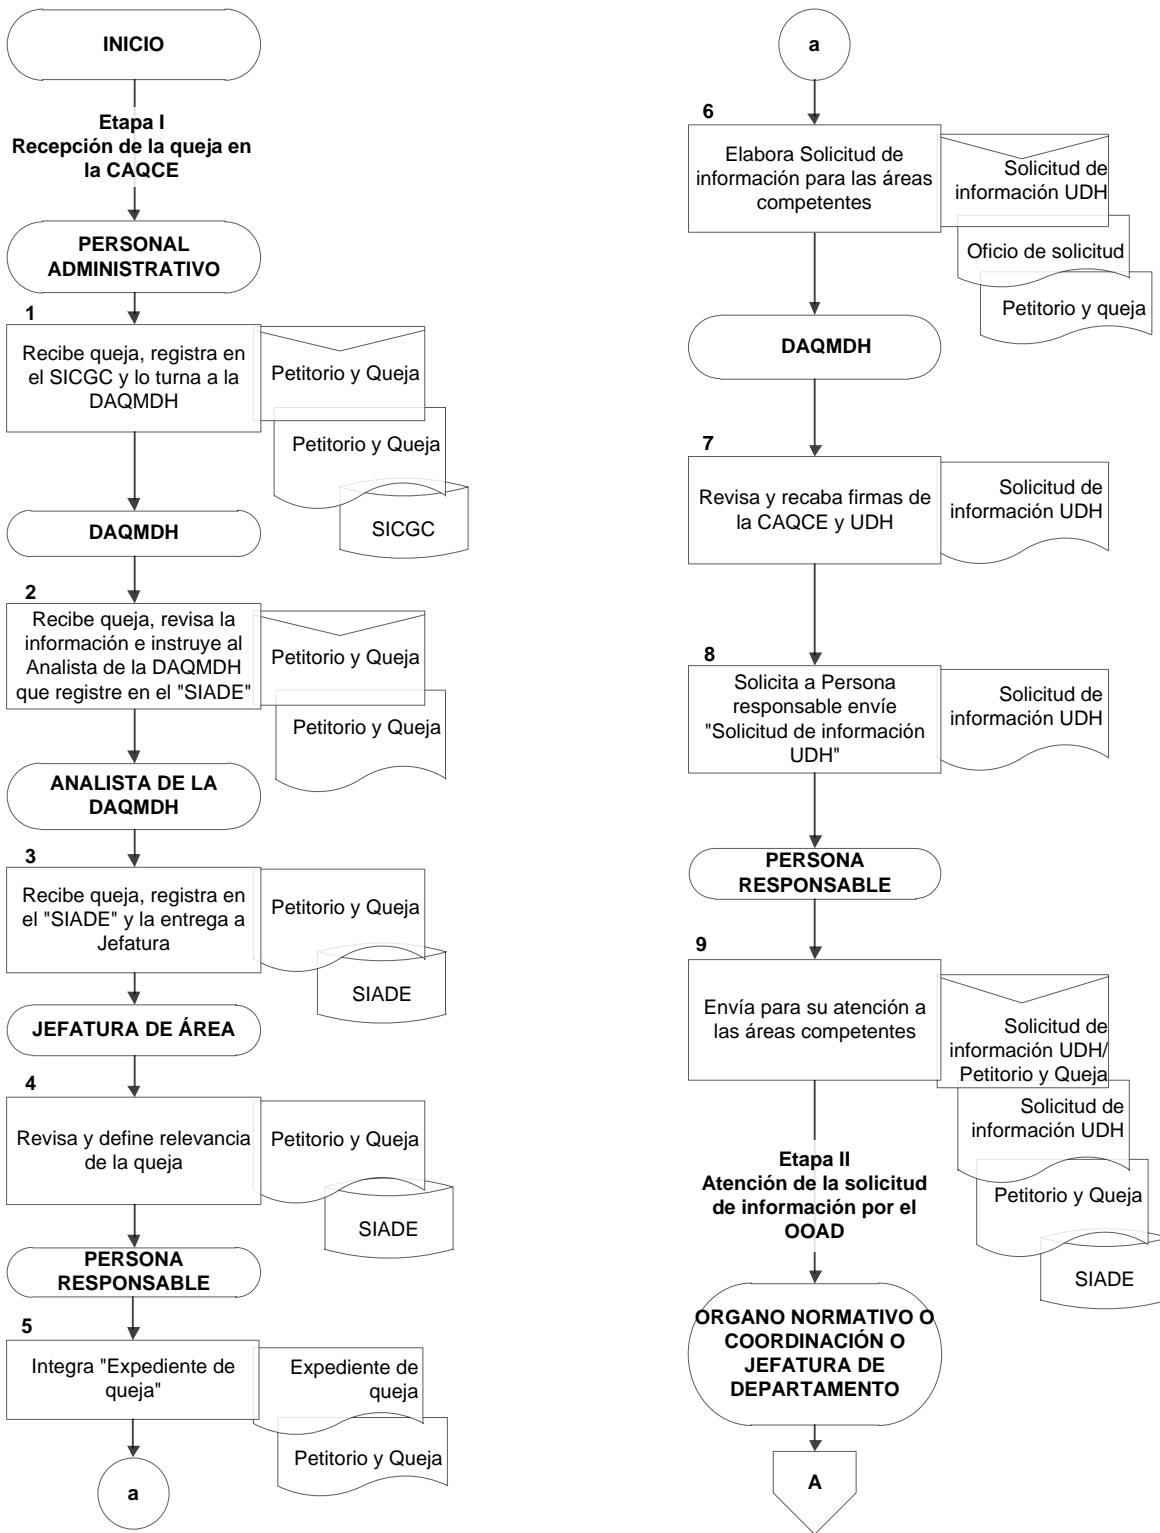 INICIO
Etapa I
Recepción de la queja en
la CAQCE
PERSONAL
ADMINISTRATIVO
1
Recibe queja, registra en
el SICGC y lo turna a la
DAQMDH
Petitorio y Queja
Petitorio y Queja
SICGC
DAQMDH
2
Recibe queja, revisa la
información e instruye al
Analista de la DAQMDH
que registre en el "SIADE"
Petitorio y Queja
Petitorio y Queja
ANALISTA DE LA
DAQMDH
3
Recibe queja, registra en
el "SIADE" y la entrega a
Jefatura
Petitorio y Queja
SIADE
JEFATURA DE ÁREA
4
Revisa y define relevancia
de la queja
Petitorio y Queja
SIADE
PERSONA
RESPONSABLE
5
Integra "Expediente de
queja"
Expediente de
queja
Petitorio y Queja
a
a
6
Elabora Solicitud de
información para las áreas
competentes
Solicitud de
información UDH
Oficio de solicitud
Petitorio y queja
DAQMDH
7
Revisa y recaba firmas de
la CAQCE y UDH
Solicitud de
información UDH
8
Solicita a Persona
responsable envíe
"Solicitud de información
UDH"
Solicitud de
información UDH
PERSONA
RESPONSABLE
9
Envía para su atención a
las áreas competentes
Solicitud de
información UDH/
Petitorio y Queja
Solicitud de
información UDH
Petitorio y Queja
SIADE
Etapa II
Atención de la solicitud
de información por el
OOAD
ORGANO NORMATIVO O
COORDINACIÓN O
JEFATURA DE
DEPARTAMENTO
A